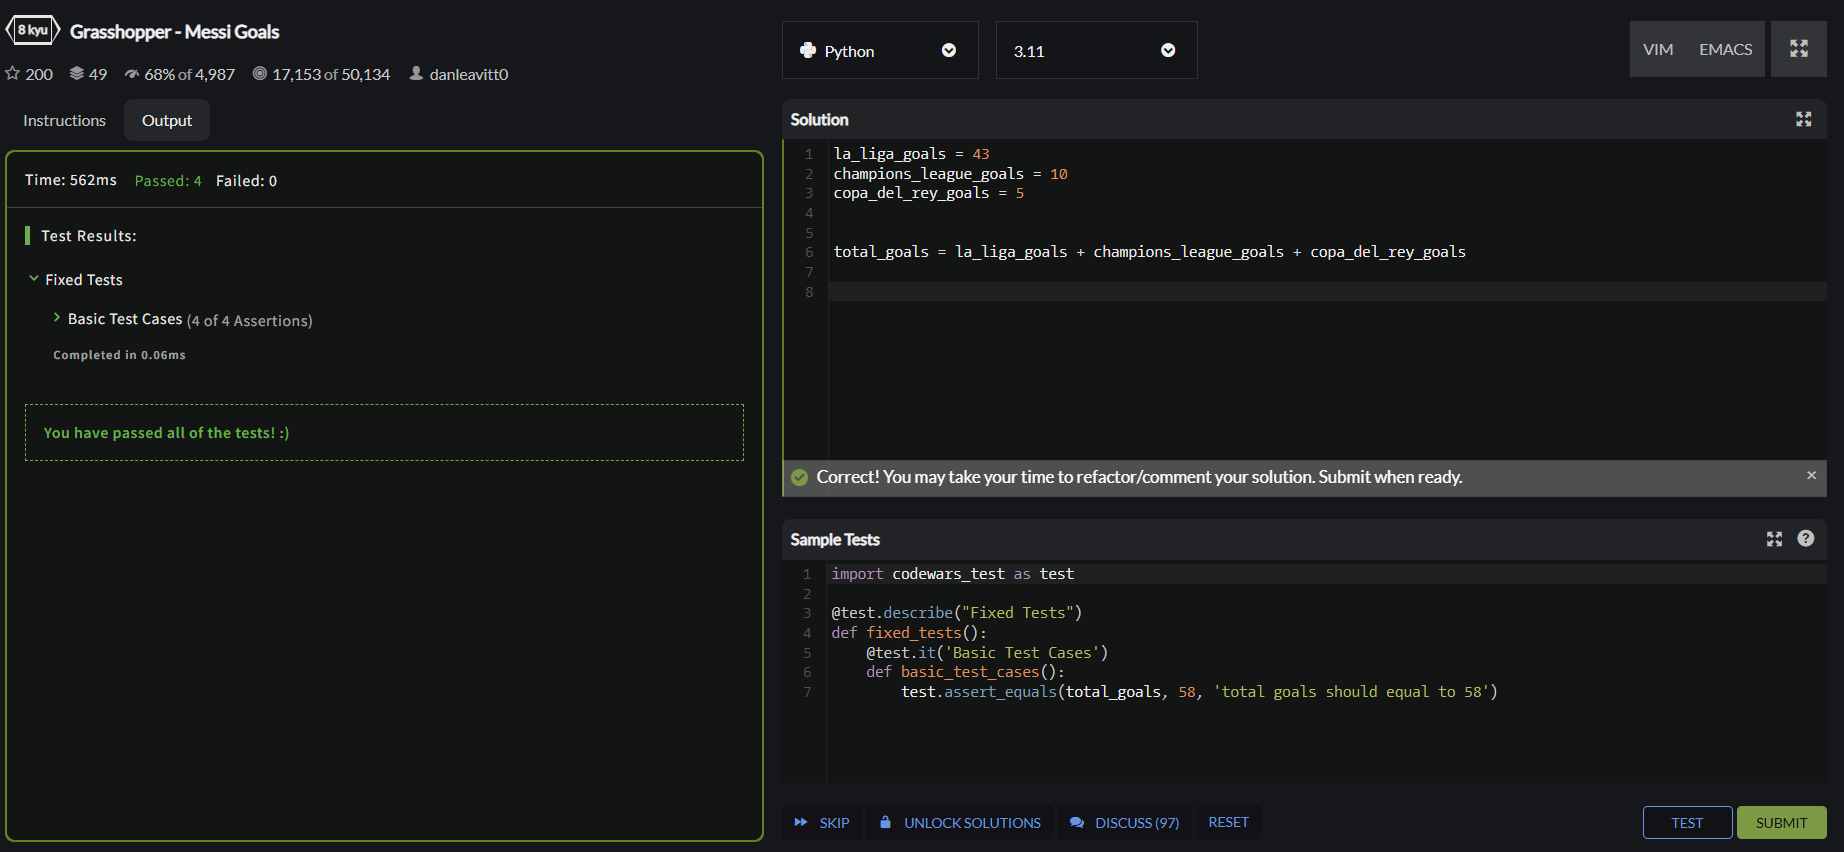 8 kyu Grasshopper - Messi Goals
200 49 68% of 4,987 17,153 of 50,134 danleavitt0
Instructions Output
Time: 562ms Passed: 4 Failed: 0
Test Results:
Fixed Tests
Basic Test Cases (4 of 4 Assertions)
Completed in 0.06ms
You have passed all of the tests! :)
Python 3.11 VIM EMACS
Solution
1 la_liga_goals = 43
2 champions_league_goals = 10
3 copa_del_rey_goals = 5
4
5
6 total_goals = la_liga_goals + champions_league_goals + copa_del_rey_goals
7
8
Correct! You may take your time to refactor/comment your solution. Submit when ready. ×
Sample Tests ?
1 import codewars_test as test
2
3 @test.describe("Fixed Tests")
4 def fixed_tests():
5     @test.it('Basic Test Cases')
6     def basic_test_cases():
7         test.assert_equals(total_goals, 58, 'total goals should equal to 58')
SKIP UNLOCK SOLUTIONS DISCUSS (97) RESET TEST SUBMIT